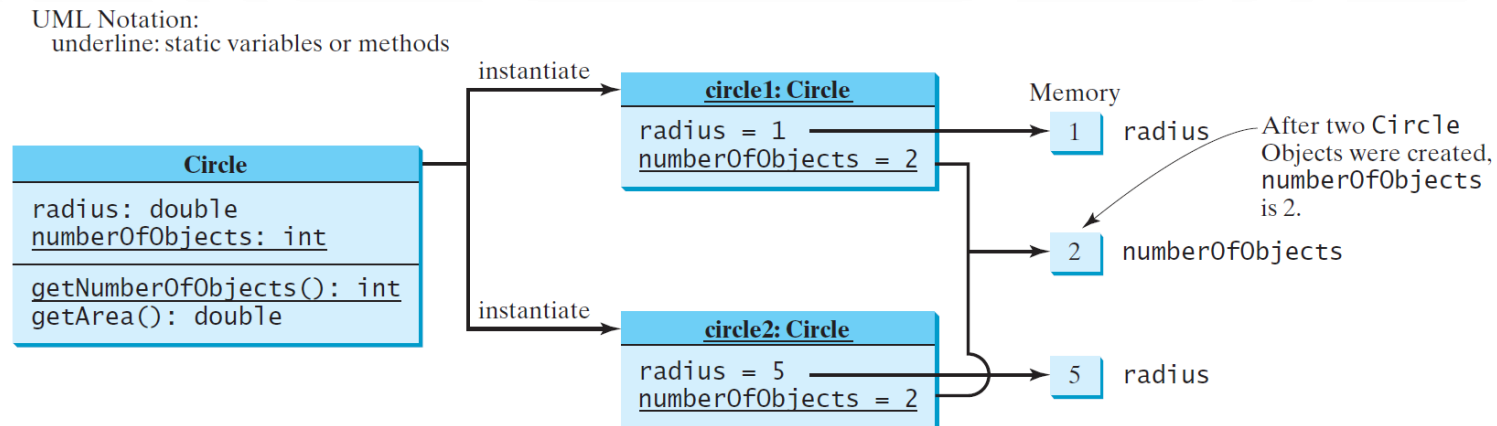 UML Notation:
underline: static variables or methods
Circle
radius: double
numberOfObjects: int
getNumberOfObjects(): int
getArea(): double
instantiate
circle1: Circle
radius = 1
numberOfObjects = 2
instantiate
circle2: Circle
radius = 5
numberOfObjects = 2
Memory
1 radius
2 numberOfObjects
5 radius
After two Circle
Objects were created,
numberOfObjects
is 2.